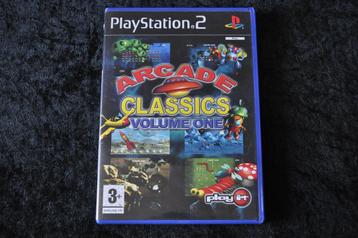 PlayStation®2
ARCADE
CLASSICS
VOLUME ONE
3+
play it